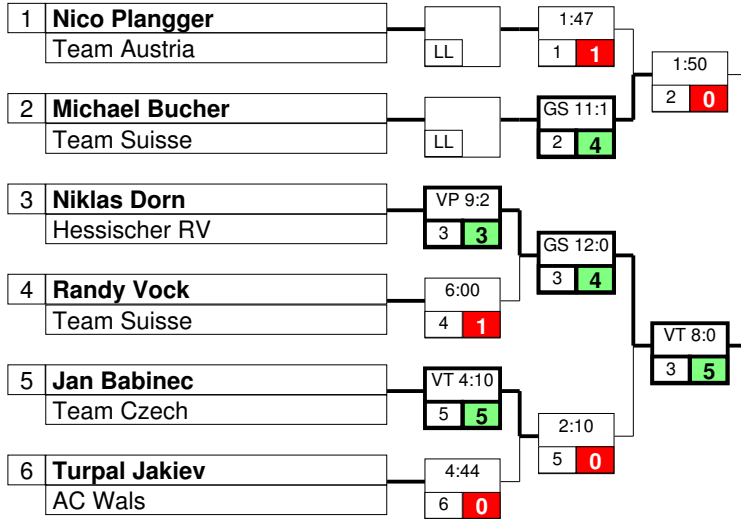 1 Nico Plangger
Team Austria
LL
1:47
1 1
1:50
2 0
2 Michael Bucher
Team Suisse
LL
GS 11:1
2 4
3 Niklas Dorn
Hessischer RV
VP 9:2
3 3
GS 12:0
3 4
4 Randy Vock
Team Suisse
6:00
4 1
VT 8:0
3 5
5 Jan Babinec
Team Czech
VT 4:10
5 5
2:10
5 0
6 Turpal Jakiev
AC Wals
4:44
6 0